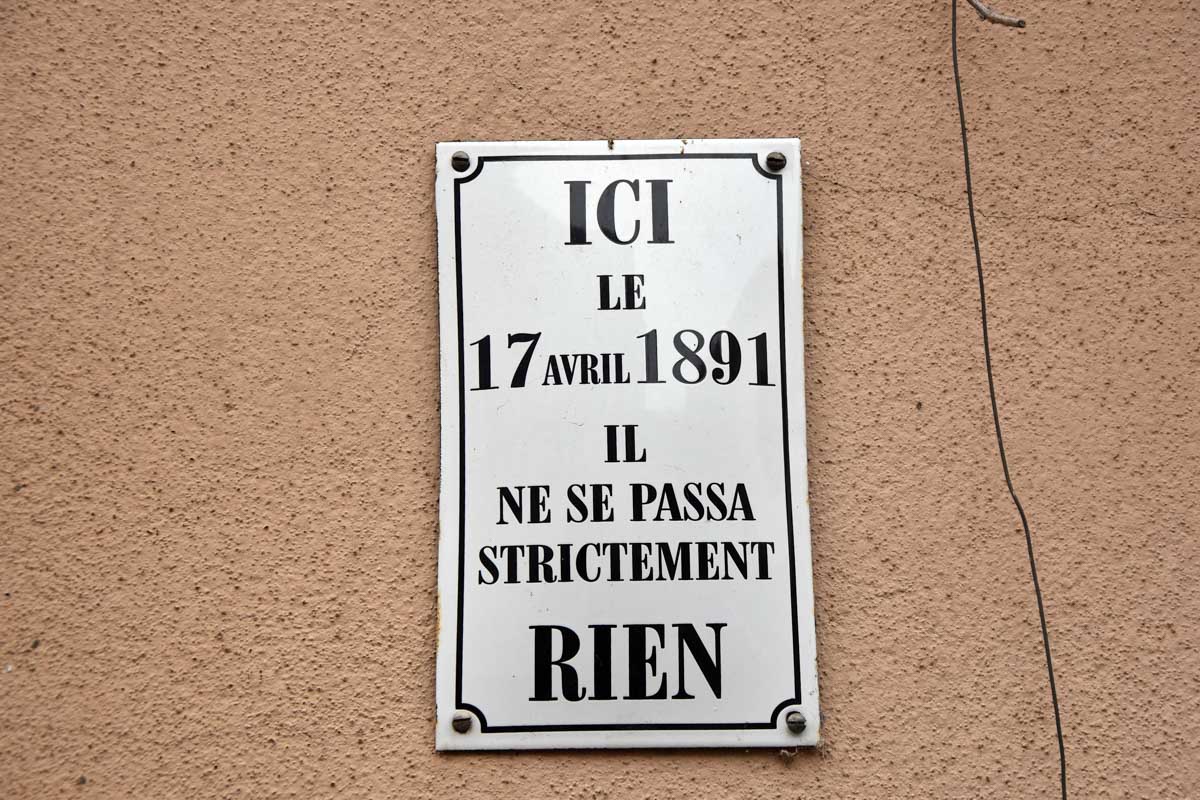 ICI
LE
17 AVRIL 1891
IL
NE SE PASSA
STRICTEMENT
RIEN